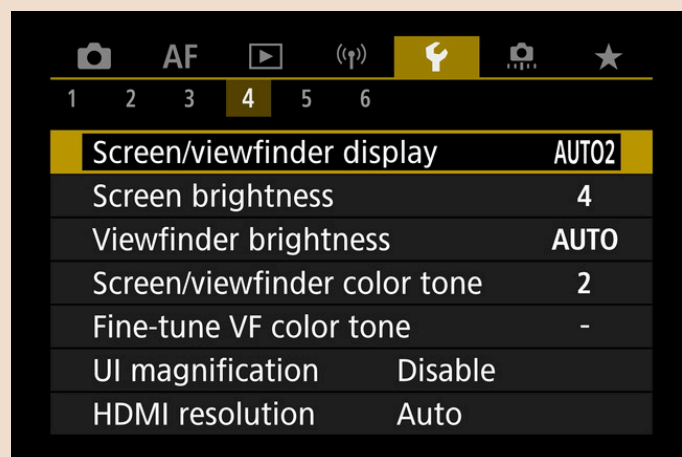 AF
1 2 3 4 5 6
Screen/viewfinder display AUTO2
Screen brightness 4
Viewfinder brightness AUTO
Screen/viewfinder color tone 2
Fine-tune VF color tone -
UI magnification Disable
HDMI resolution Auto